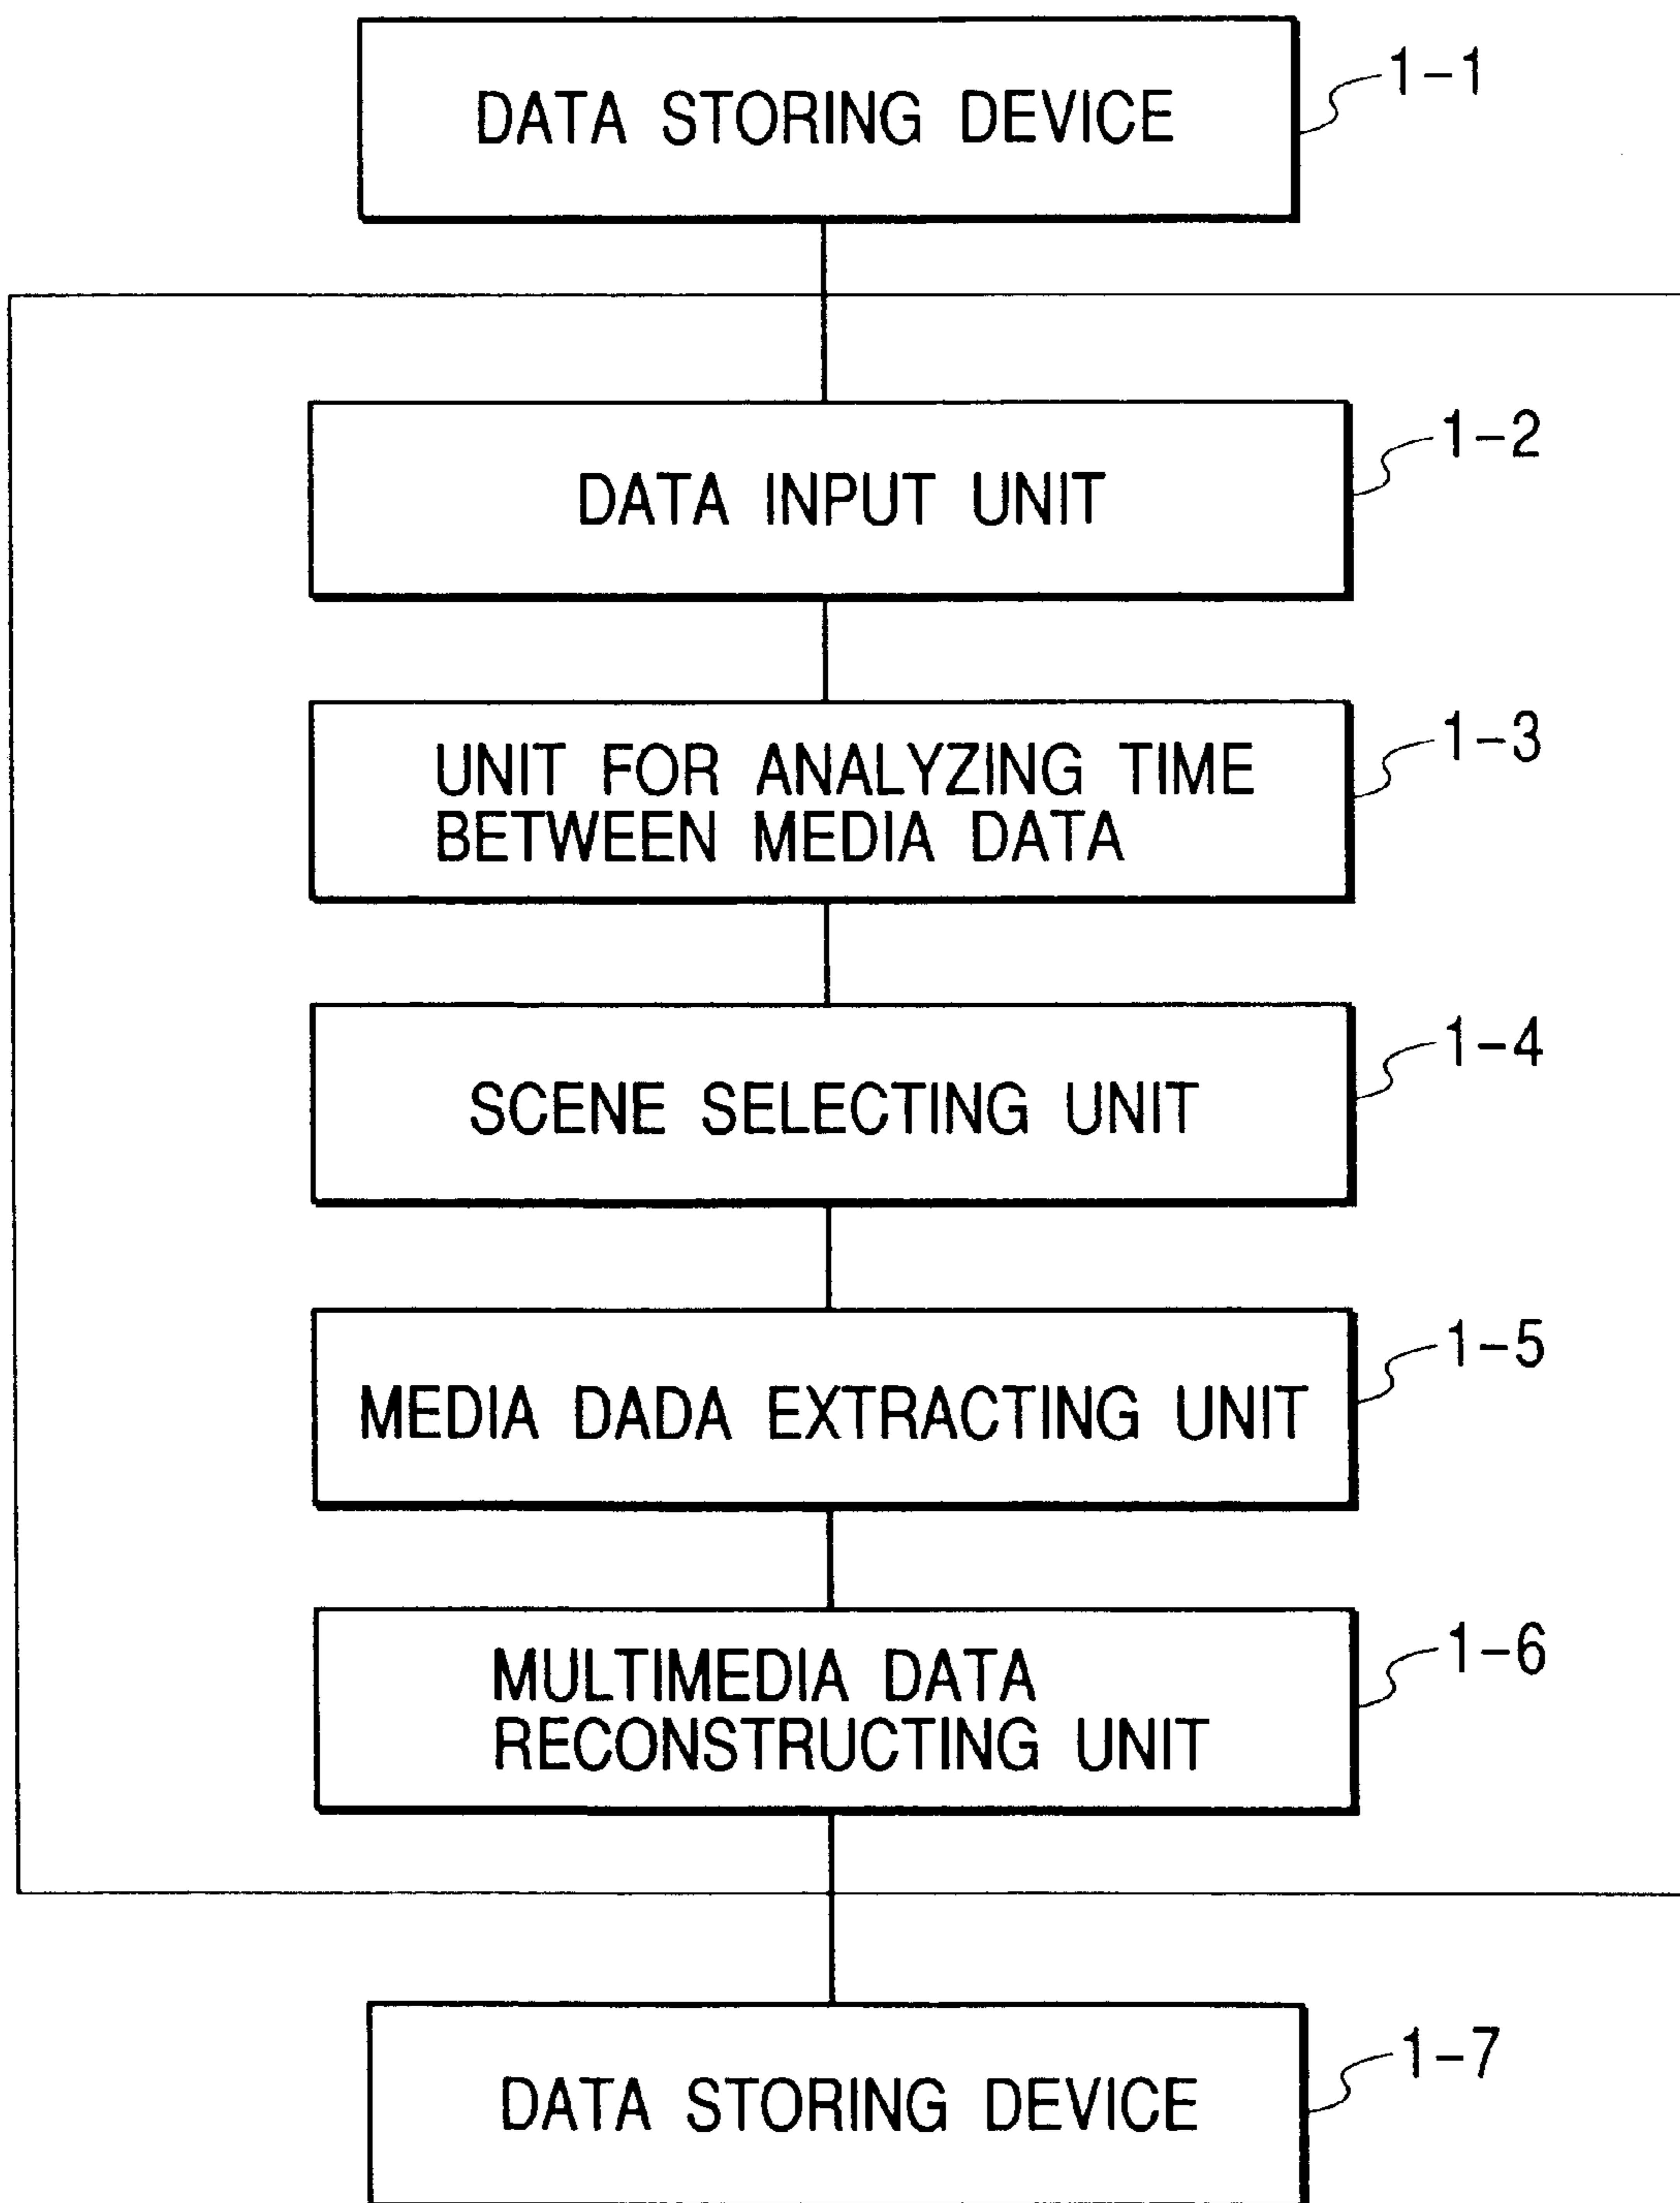 DATA STORING DEVICE
1-1
DATA INPUT UNIT
1-2
UNIT FOR ANALYZING TIME
BETWEEN MEDIA DATA
1-3
SCENE SELECTING UNIT
1-4
MEDIA DADA EXTRACTING UNIT
1-5
MULTIMEDIA DATA
RECONSTRUCTING UNIT
1-6
DATA STORING DEVICE
1-7